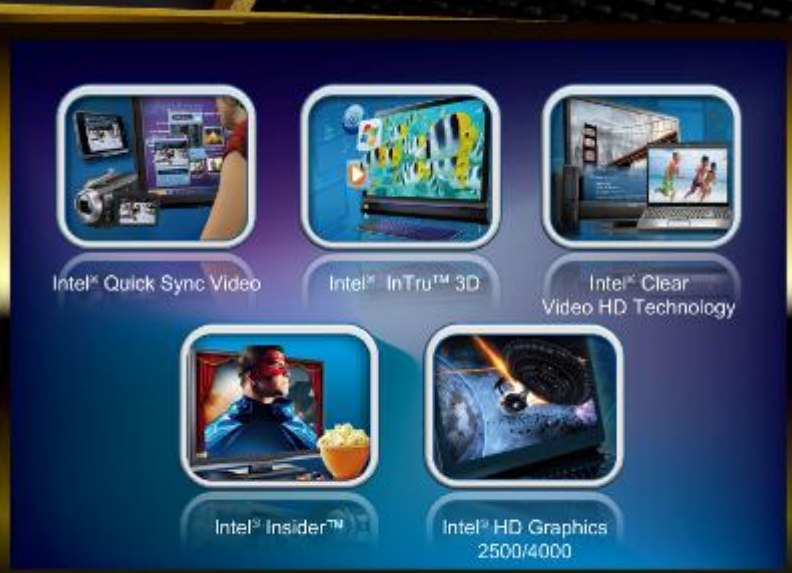 Intel® Quick Sync Video
Intel® InTru™ 3D
Intel® Clear
Video HD Technology
Intel® Insider™
Intel® HD Graphics
2500/4000